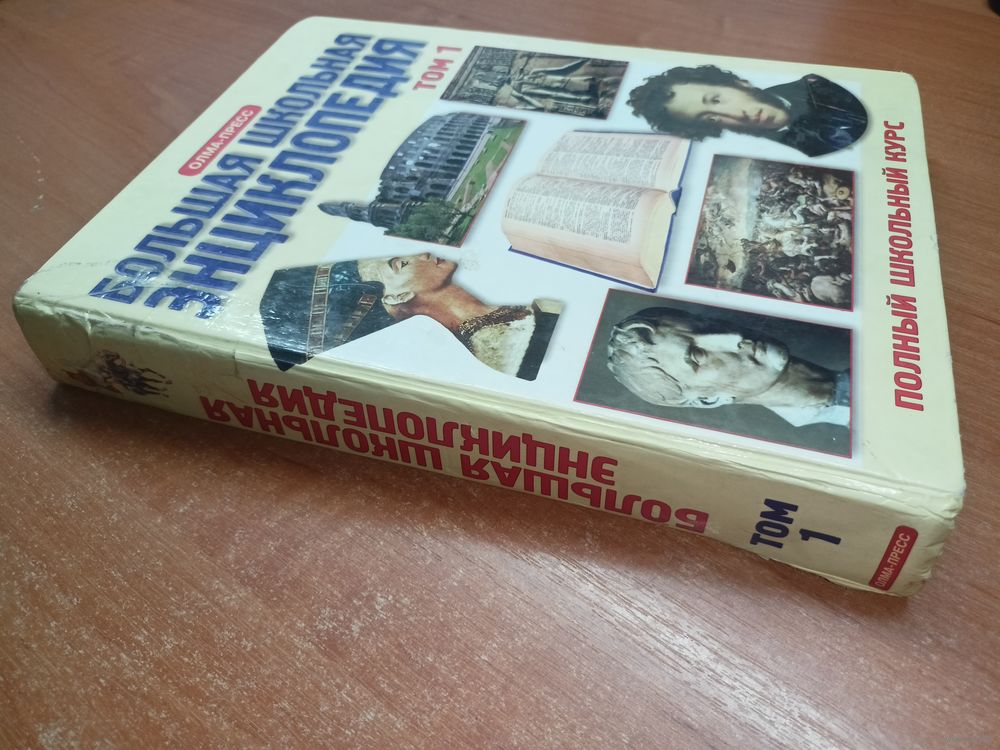 ОЛМА-ПРЕСС
БОЛЬШАЯ ШКОЛЬНАЯ
ЭНЦИКЛОПЕДИЯ
ТОМ 1
ПОЛНЫЙ ШКОЛЬНЫЙ КУРС
БОЛЬШАЯ ШКОЛЬНАЯ
ЭНЦИКЛОПЕДИЯ
ТОМ
1
ОЛМА-ПРЕСС